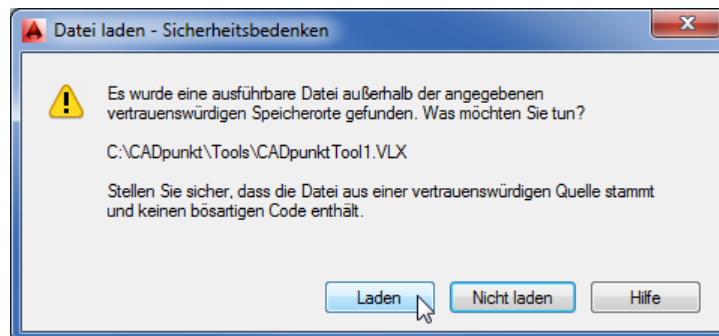 Datei laden - Sicherheitsbedenken
Es wurde eine ausführbare Datei außerhalb der angegebenen
vertrauenswürdigen Speicherorte gefunden. Was möchten Sie tun?
C:\CADpunkt\Tools\CADpunktTool1.VLX
Stellen Sie sicher, dass die Datei aus einer vertrauenswürdigen Quelle stammt
und keinen bösartigen Code enthält.
Laden Nicht laden Hilfe